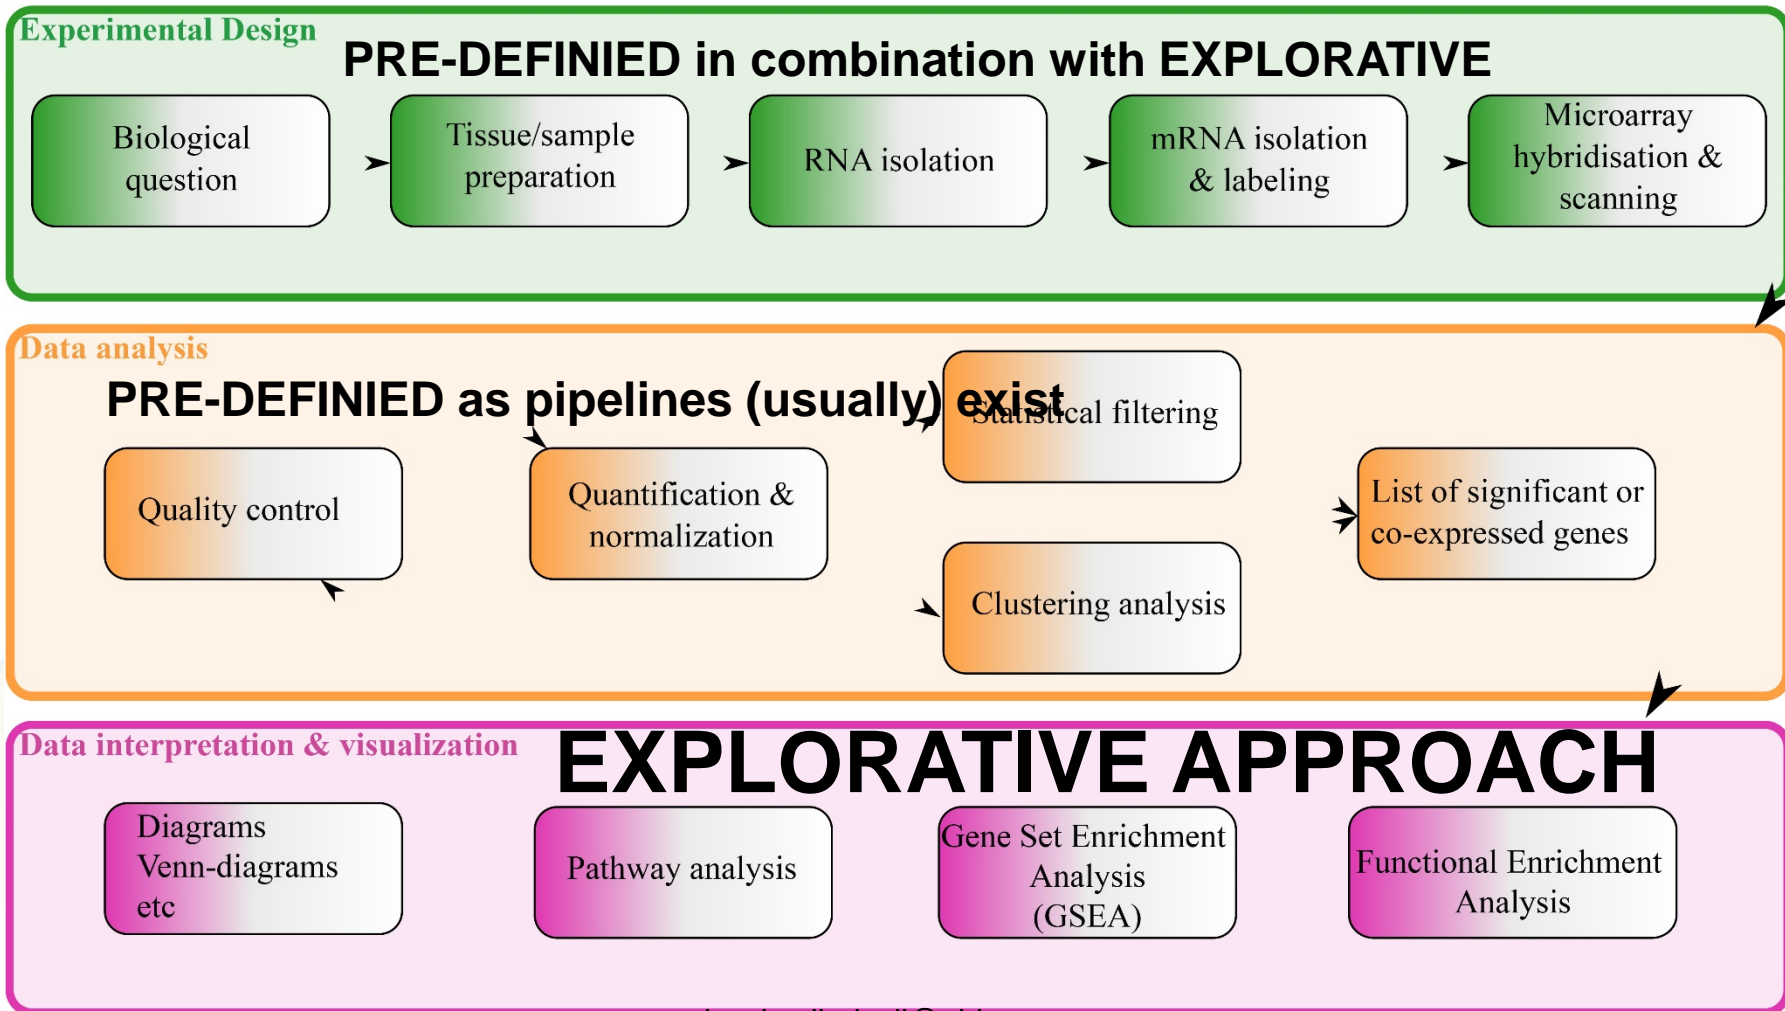 Experimental Design
PRE-DEFINIED in combination with EXPLORATIVE
Biological
question
Tissue/sample
preparation
RNA isolation
mRNA isolation
& labeling
Microarray
hybridisation &
scanning
Data analysis
PRE-DEFINIED as pipelines (usually) exist
Statistical filtering
Quality control
Quantification &
normalization
List of significant or
co-expressed genes
Clustering analysis
Data interpretation & visualization
EXPLORATIVE APPROACH
Diagrams
Venn-diagrams
etc
Pathway analysis
Gene Set Enrichment
Analysis
(GSEA)
Functional Enrichment
Analysis